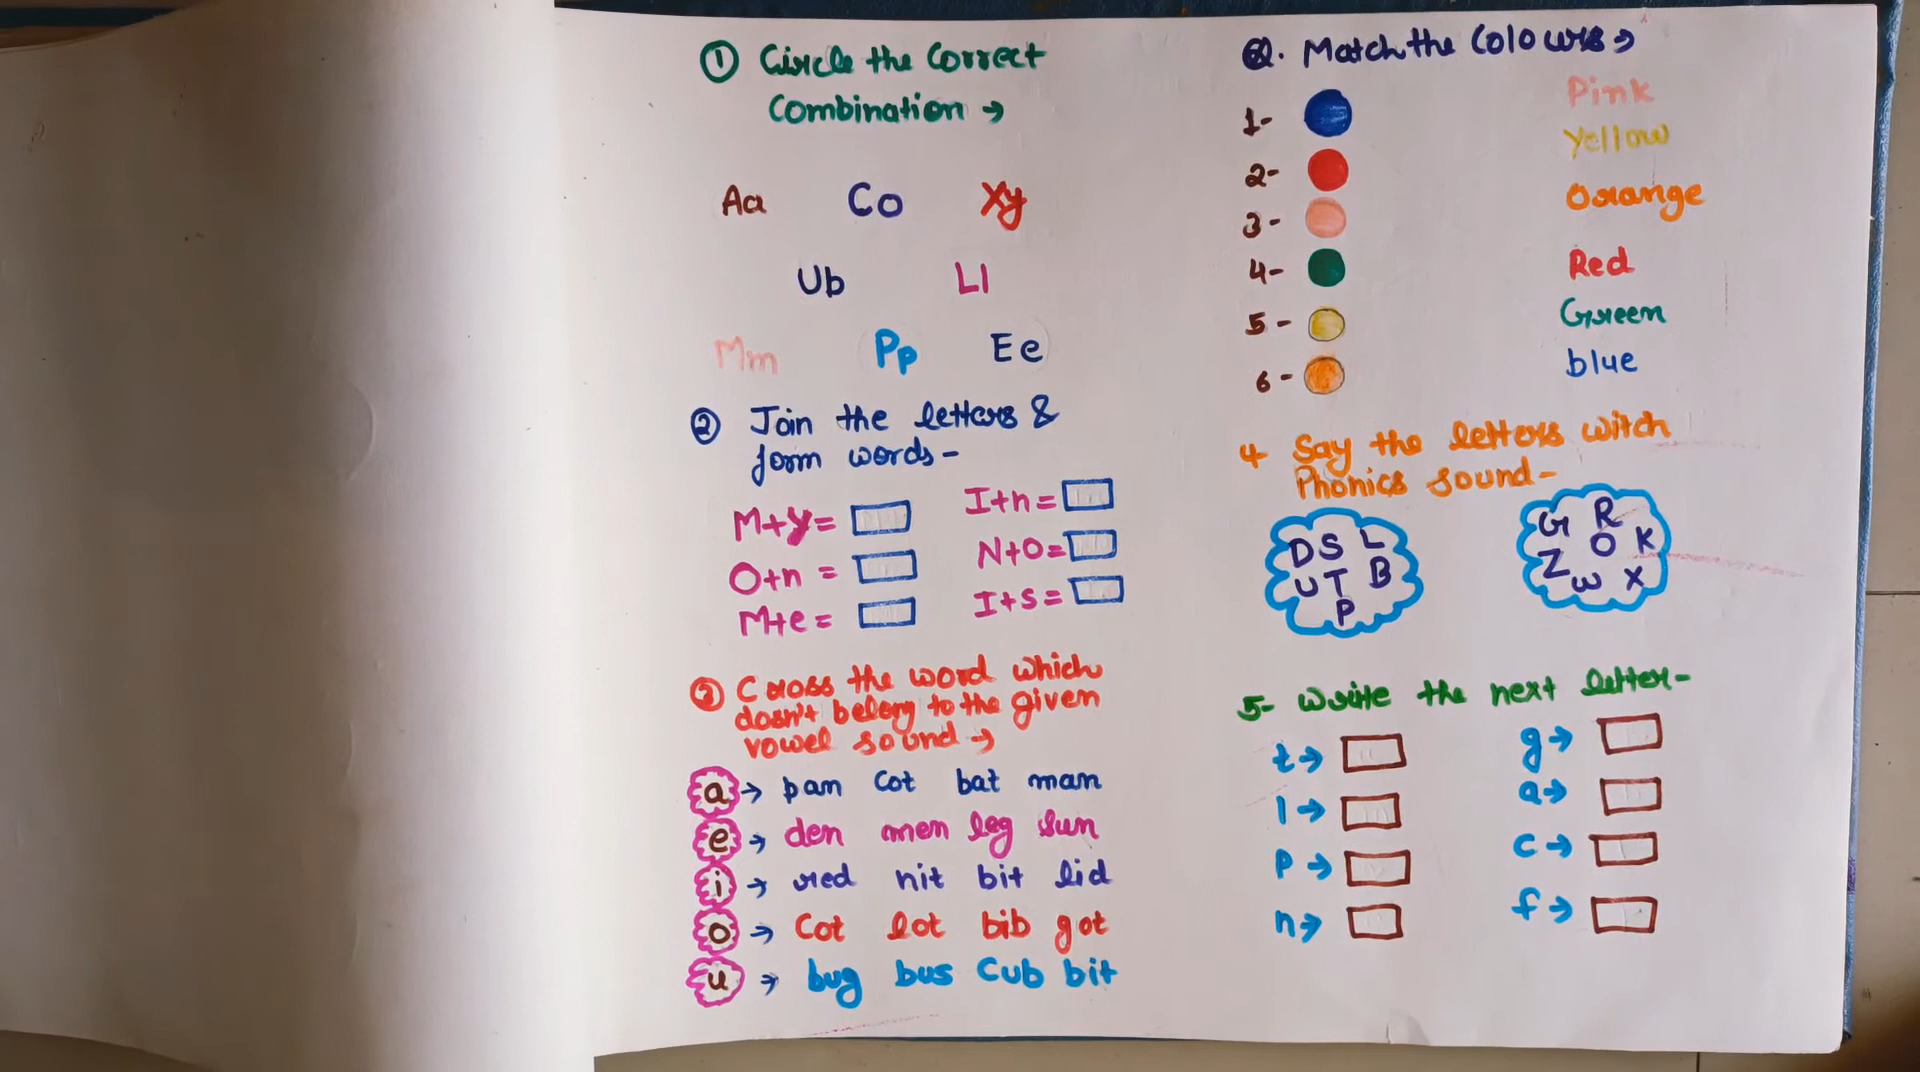 ① Circle the Correct
Combination →
Aa Co Xy
Ub Ll
Mm Pp Ee
② Join the letters &
form words-
M+y= I+n=
O+n = N+O=
M+e= I+s=
③ Cross the word which
dosn't belong to the given
vowel sound →
a → pan Cot bat man
e → den men leg sun
i → red nit bit lid
o → Cot lot bib got
u → bug bus Cub bit
Q. Match the Colours →
1- Pink
2- Yellow
3- Orange
4- Red
5- Green
6- blue
4- Say the letters witch
Phonics sound-
D S L
U T B
P
G R
Z O K
W X
5- Write the next letter-
t → g →
l → a →
P → c →
n → f →